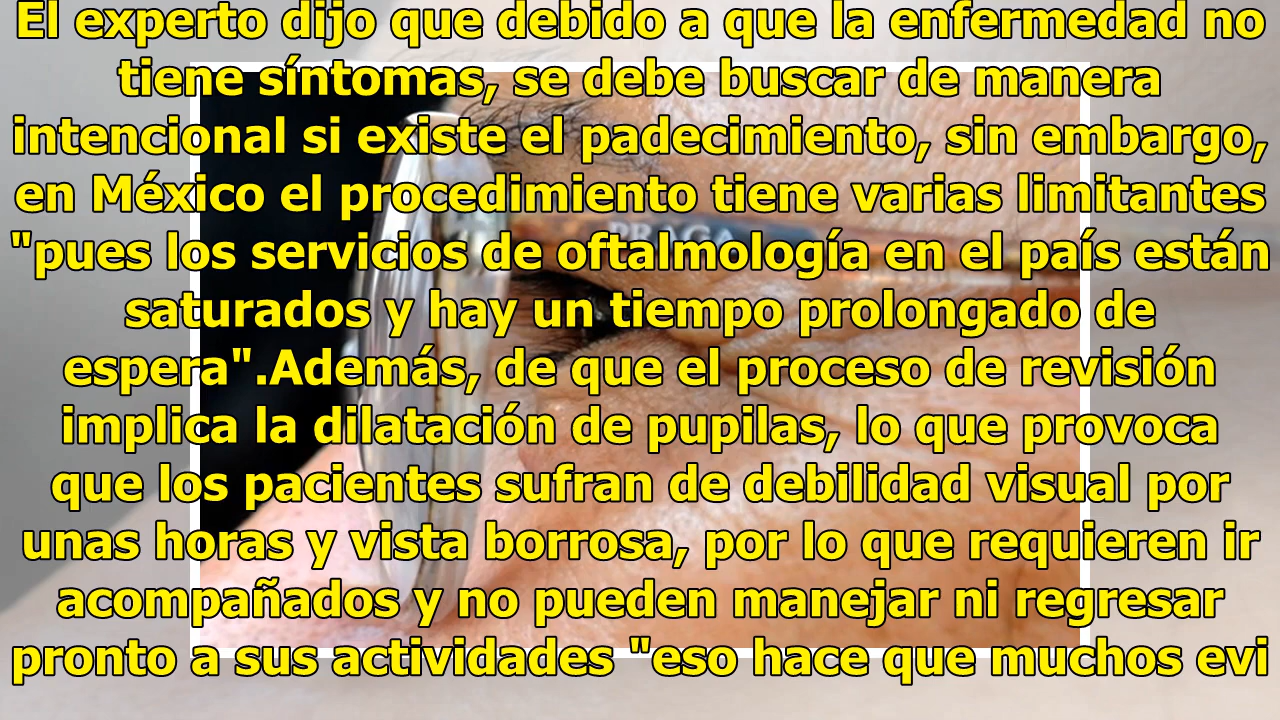 El experto dijo que debido a que la enfermedad no
tiene síntomas, se debe buscar de manera
intencional si existe el padecimiento, sin embargo,
en México el procedimiento tiene varias limitantes
PRAGA
"pues los servicios de oftalmología en el país están
saturados y hay un tiempo prolongado de
espera".Además, de que el proceso de revisión
implica la dilatación de pupilas, lo que provoca
que los pacientes sufran de debilidad visual por
unas horas y vista borrosa, por lo que requieren ir
acompañados y no pueden manejar ni regresar
pronto a sus actividades "eso hace que muchos evi